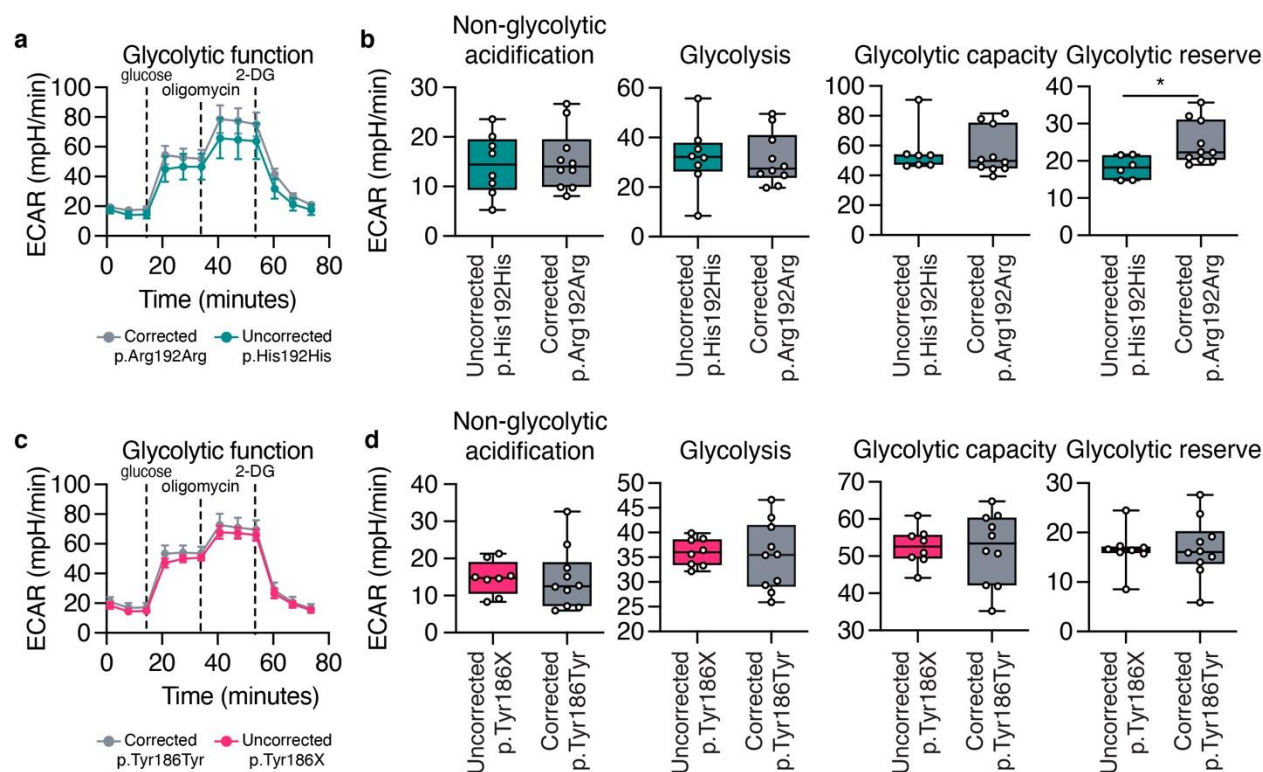 a
Glycolytic function
glucose
oligomycin
2-DG
ECAR (mpH/min)
100
80
60
40
20
0
0 20 40 60 80
Time (minutes)
Corrected
p.Arg192Arg
Uncorrected
p.His192His
b
Non-glycolytic
acidification
30
20
10
0
ECAR (mpH/min)
Uncorrected
p.His192His
Corrected
p.Arg192Arg
Glycolysis
60
40
20
0
Uncorrected
p.His192His
Corrected
p.Arg192Arg
Glycolytic capacity
100
80
60
40
20
0
Uncorrected
p.His192His
Corrected
p.Arg192Arg
Glycolytic reserve
*
40
30
20
10
0
Uncorrected
p.His192His
Corrected
p.Arg192Arg
c
Glycolytic function
glucose
oligomycin
2-DG
ECAR (mpH/min)
100
80
60
40
20
0
0 20 40 60 80
Time (minutes)
Corrected
p.Tyr186Tyr
Uncorrected
p.Tyr186X
d
Non-glycolytic
acidification
40
30
20
10
0
ECAR (mpH/min)
Uncorrected
p.Tyr186X
Corrected
p.Tyr186Tyr
Glycolysis
50
45
40
35
30
25
20
Uncorrected
p.Tyr186X
Corrected
p.Tyr186Tyr
Glycolytic capacity
70
60
50
40
30
Uncorrected
p.Tyr186X
Corrected
p.Tyr186Tyr
Glycolytic reserve
30
20
10
0
Uncorrected
p.Tyr186X
Corrected
p.Tyr186Tyr